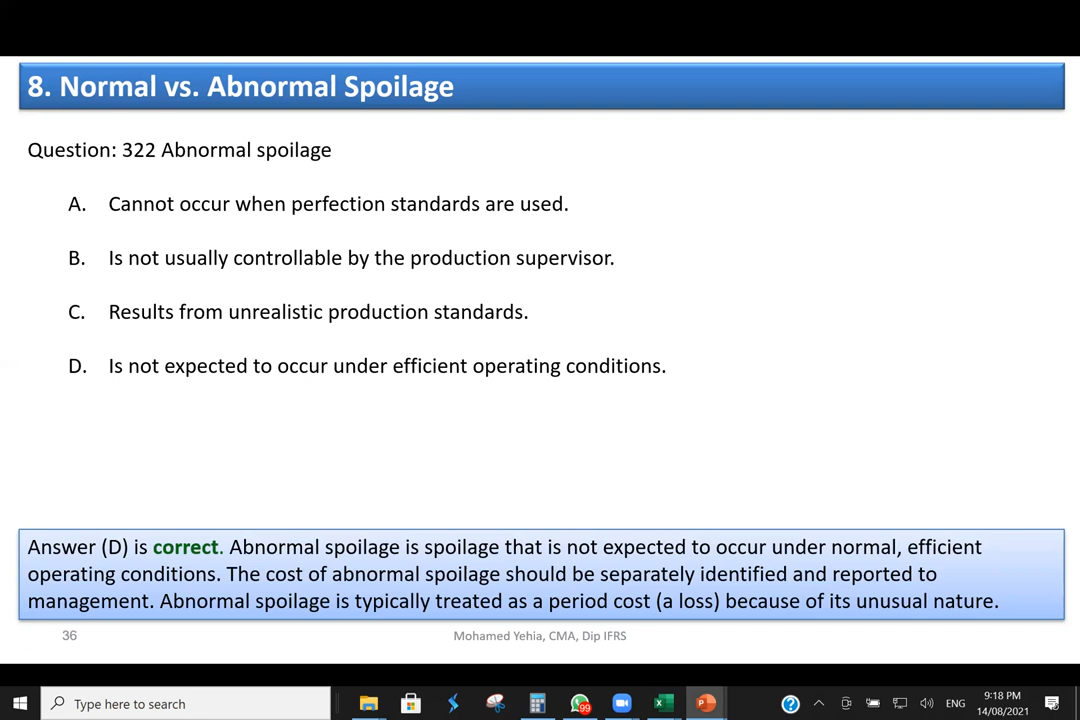 8. Normal vs. Abnormal Spoilage
Question: 322 Abnormal spoilage
A. Cannot occur when perfection standards are used.
B. Is not usually controllable by the production supervisor.
C. Results from unrealistic production standards.
D. Is not expected to occur under efficient operating conditions.
Answer (D) is correct. Abnormal spoilage is spoilage that is not expected to occur under normal, efficient
operating conditions. The cost of abnormal spoilage should be separately identified and reported to
management. Abnormal spoilage is typically treated as a period cost (a loss) because of its unusual nature.
36
Mohamed Yehia, CMA, Dip IFRS
Type here to search
99
ENG
9:18 PM
14/08/2021